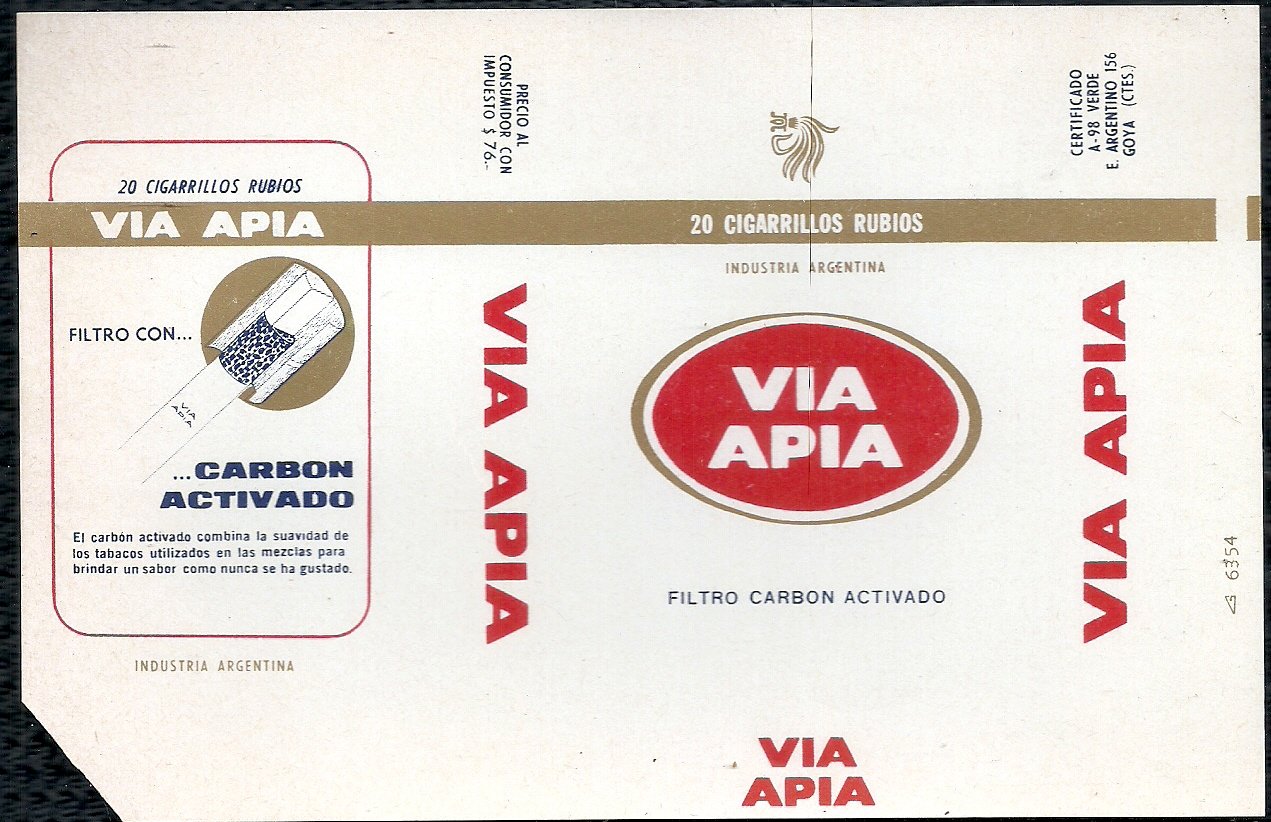 20 CIGARRILLOS RUBIOS
VIA APIA
FILTRO CON...
VIA
APIA
...CARBON
ACTIVADO
El carbón activado combina la suavidad de
los tabacos utilizados en las mezclas para
brindar un sabor como nunca se ha gustado.
INDUSTRIA ARGENTINA
PRECIO AL
CONSUMIDOR CON
IMPUESTO $ 76.-
VIA APIA
20 CIGARRILLOS RUBIOS
INDUSTRIA ARGENTINA
VIA
APIA
FILTRO CARBON ACTIVADO
VIA
APIA
CERTIFICADO
A-98 VERDE
E. ARGENTINO 156
GOYA (CTES.)
VIA APIA
6354